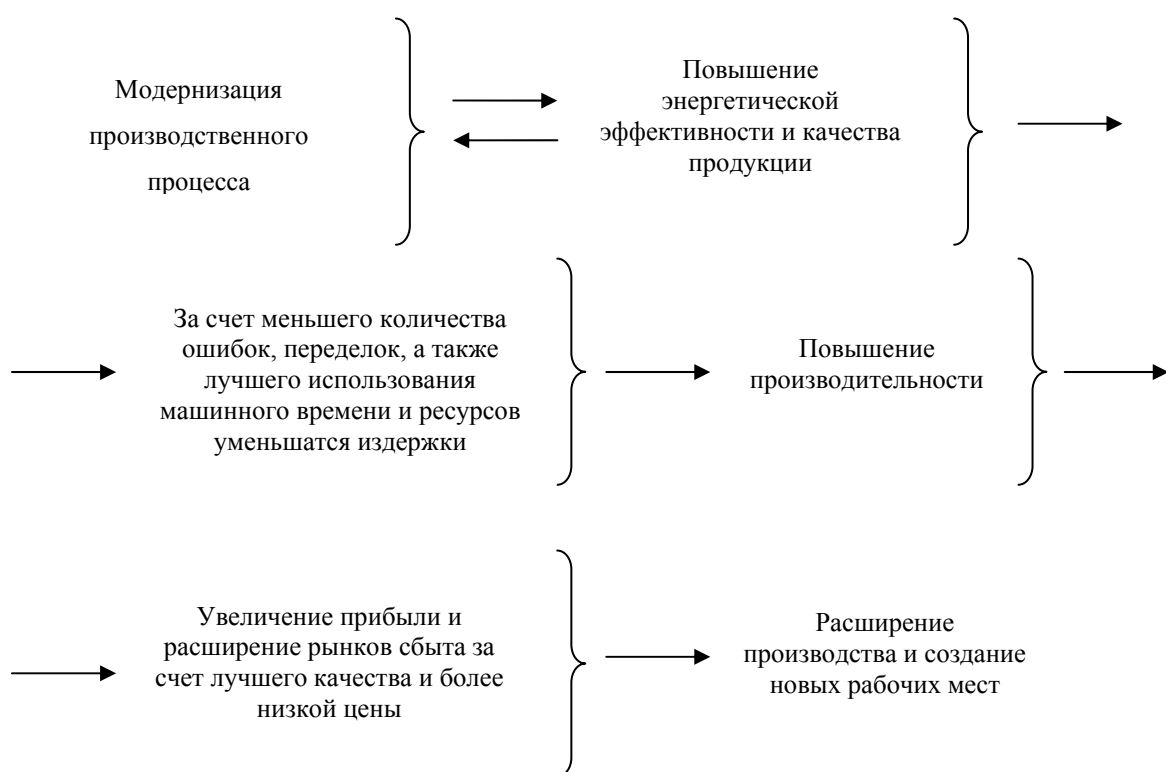 Модернизация
производственного
процесса
Повышение
энергетической
эффективности и качества
продукции
За счет меньшего количества
ошибок, переделок, а также
лучшего использования
машинного времени и ресурсов
уменьшатся издержки
Повышение
производительности
Увеличение прибыли и
расширение рынков сбыта за
счет лучшего качества и более
низкой цены
Расширение
производства и создание
новых рабочих мест